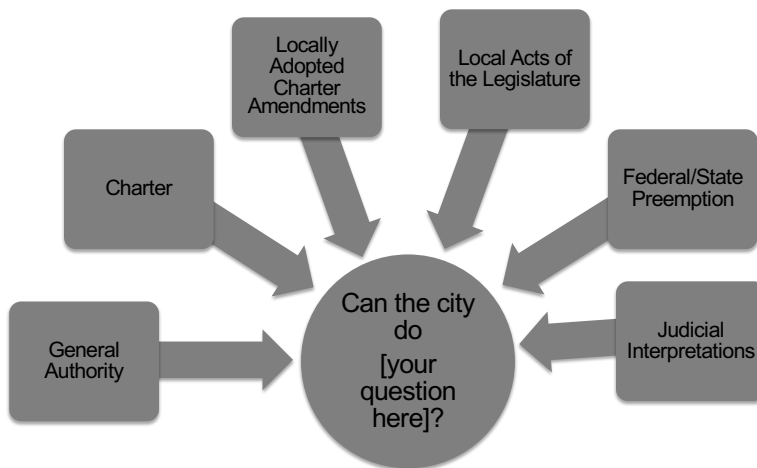 Locally
Adopted
Charter
Amendments
Local Acts of
the Legislature
Charter
Federal/State
Preemption
General
Authority
Can the city
do
[your
question
here]?
Judicial
Interpretations